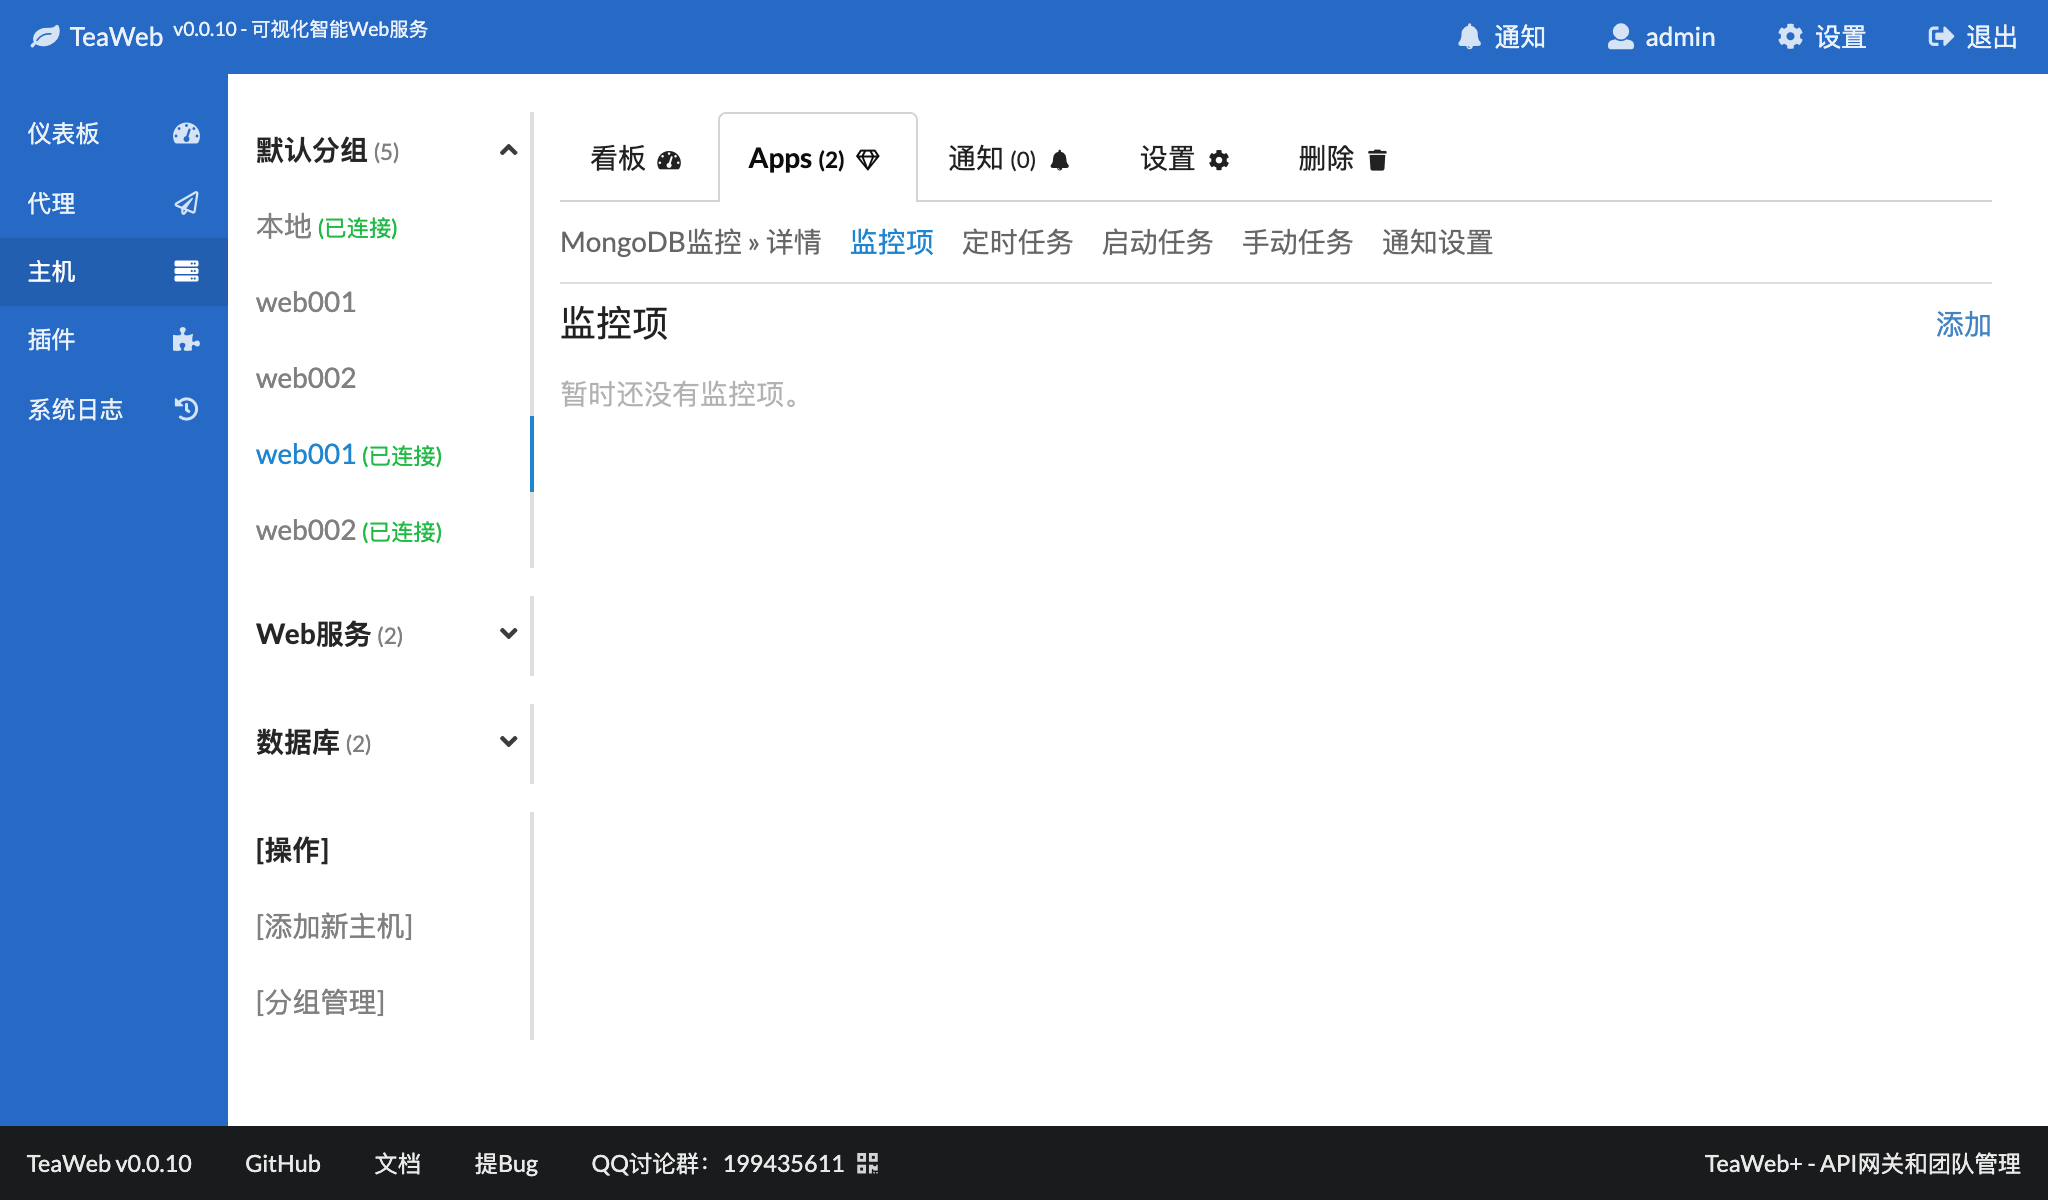 TeaWeb v0.0.10 - 可视化智能Web服务
通知 admin 设置 退出
仪表板
代理
主机
插件
系统日志
默认分组 (5)
本地 (已连接)
web001
web002
web001 (已连接)
web002 (已连接)
Web服务 (2)
数据库 (2)
[操作]
[添加新主机]
[分组管理]
看板 Apps (2) 通知 (0) 设置 删除
MongoDB监控 » 详情 监控项 定时任务 启动任务 手动任务 通知设置
监控项 添加
暂时还没有监控项。
TeaWeb v0.0.10 GitHub 文档 提Bug QQ讨论群：199435611 TeaWeb+ - API网关和团队管理